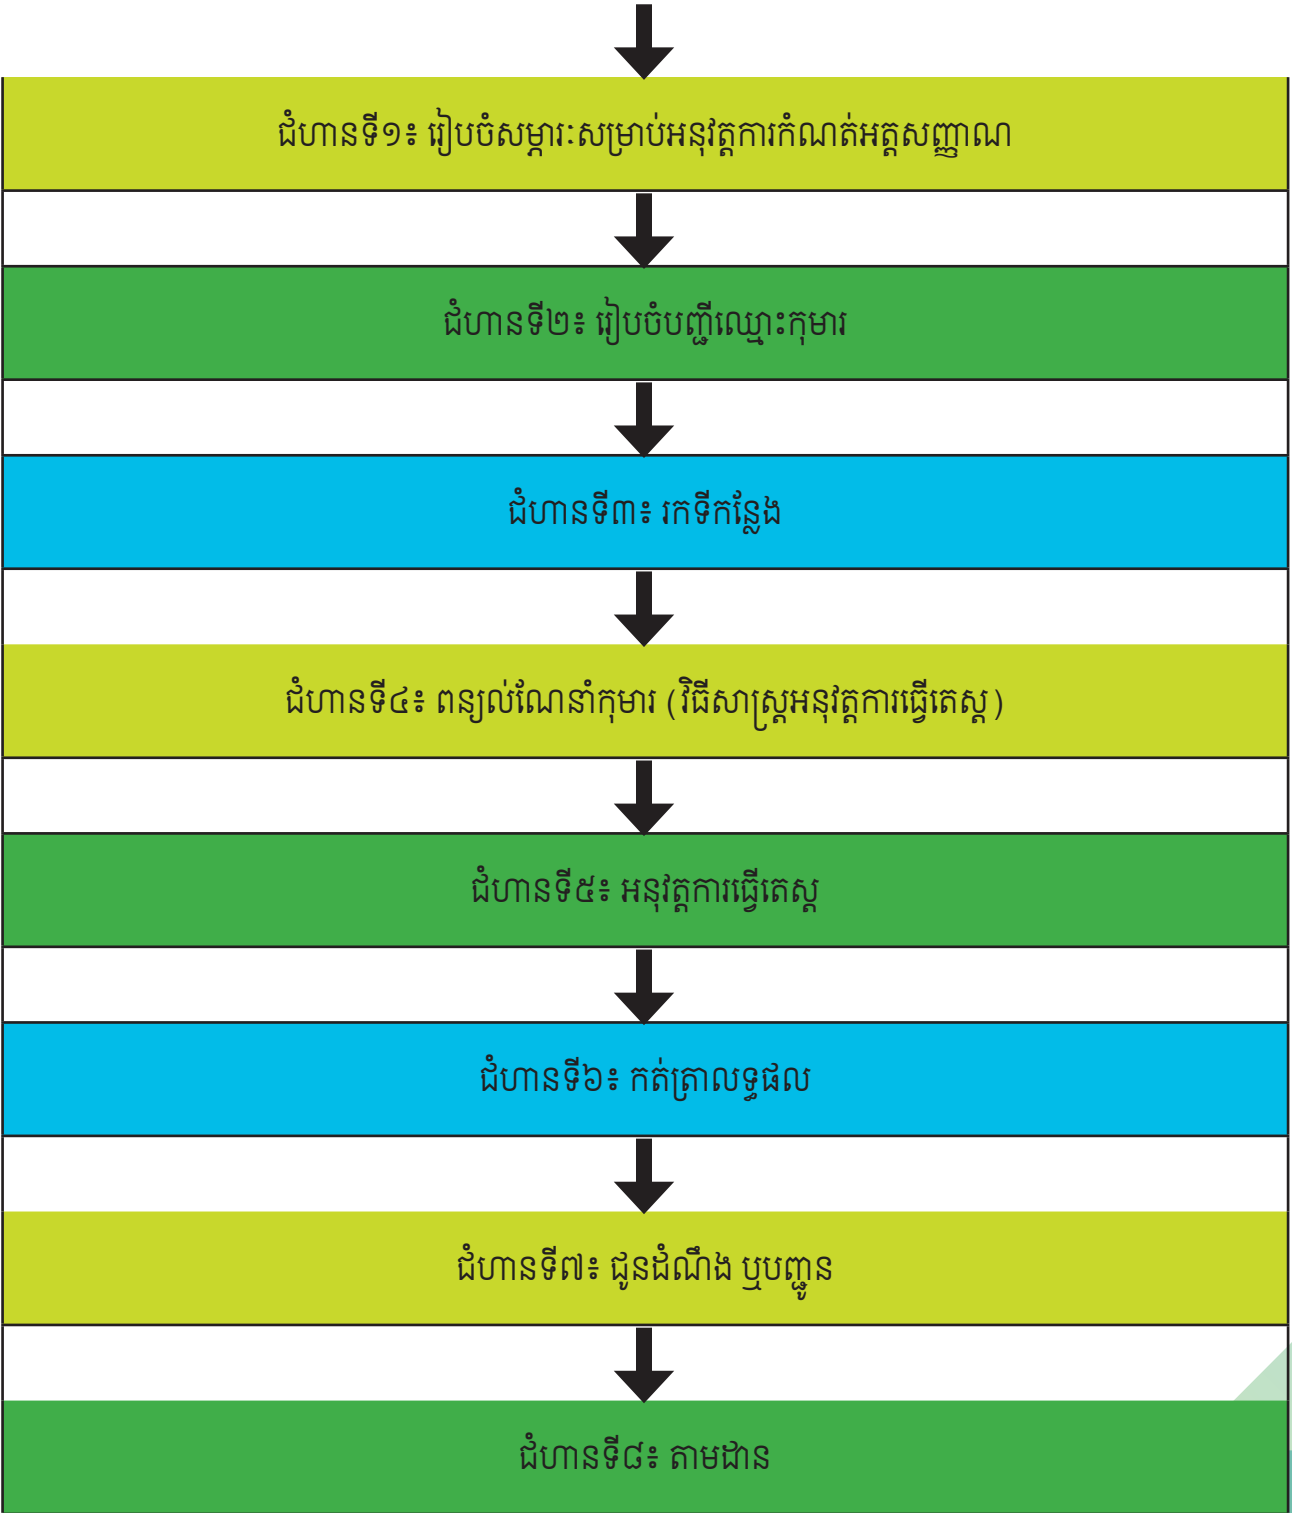 ជំហានទី១៖ រៀបចំសម្ភារៈសម្រាប់អនុវត្តការកំណត់អត្តសញ្ញាណ
ជំហានទី២៖ រៀបចំបញ្ជីឈ្មោះកុមារ
ជំហានទី៣៖ រកទីកន្លែង
ជំហានទី៤៖ ពន្យល់ណែនាំកុមារ (វិធីសាស្ត្រអនុវត្តការធ្វើតេស្ត)
ជំហានទី៥៖ អនុវត្តការធ្វើតេស្ត
ជំហានទី៦៖ កត់ត្រាលទ្ធផល
ជំហានទី៧៖ ជូនដំណឹង ឬបញ្ជូន
ជំហានទី៨៖ តាមដាន